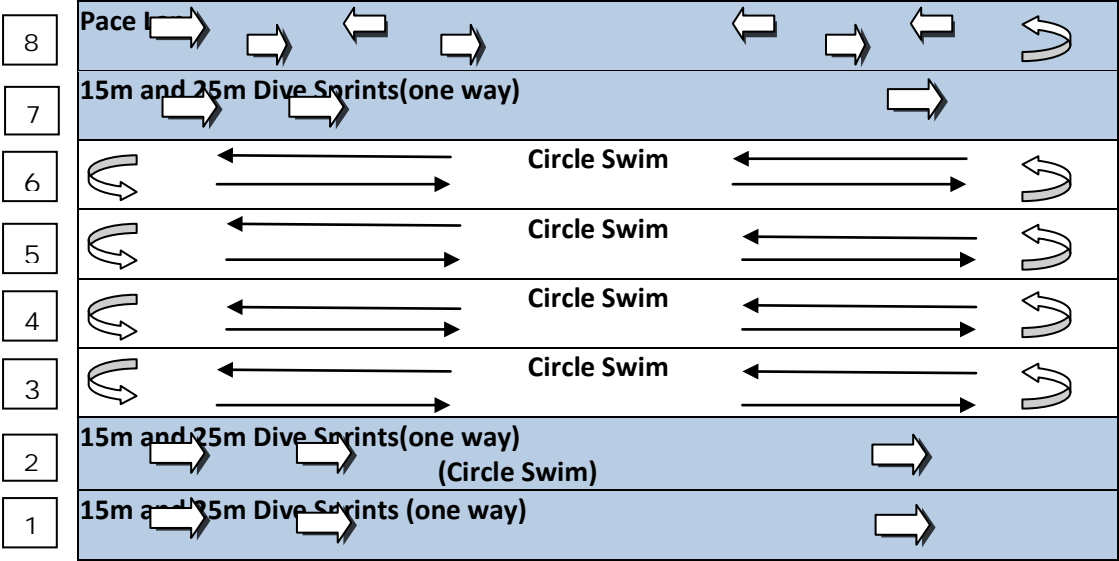 8
Pace
7
15m and 25m Dive Sprints(one way)
6
Circle Swim
5
Circle Swim
4
Circle Swim
3
Circle Swim
2
15m and 25m Dive Sprints(one way)
(Circle Swim)
1
15m and 25m Dive Sprints (one way)